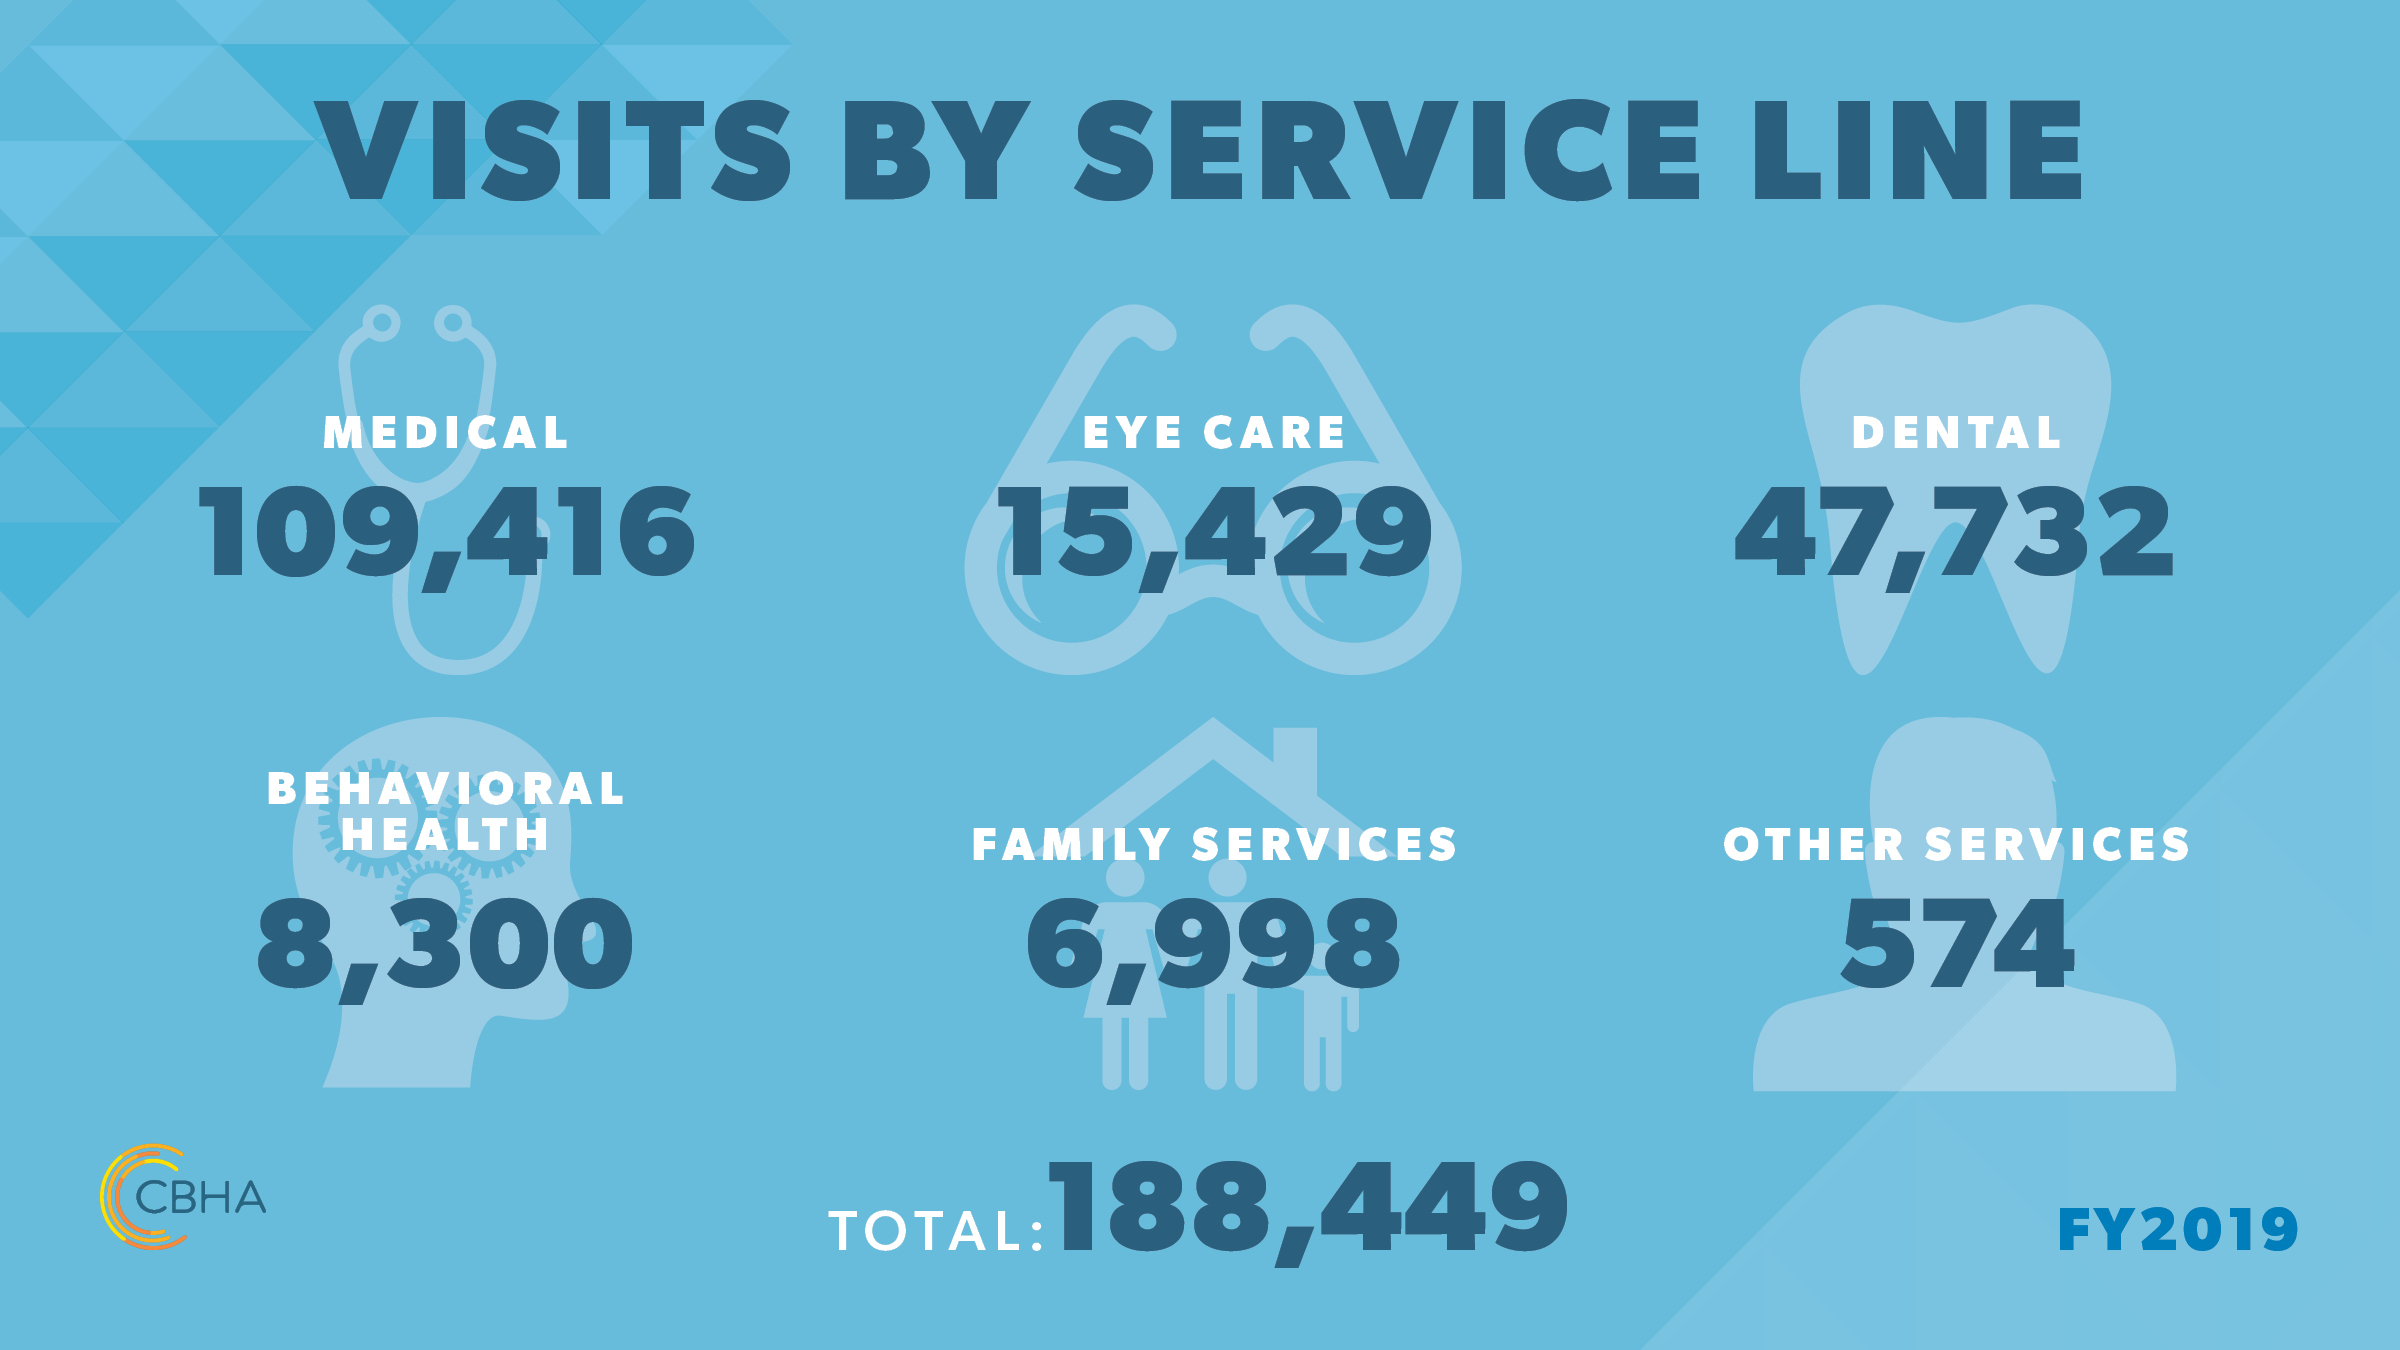 VISITS BY SERVICE LINE
MEDICAL
109,416
EYE CARE
15,429
DENTAL
47,732
BEHAVIORAL
HEALTH
8,300
FAMILY SERVICES
6,998
OTHER SERVICES
574
CBHA
TOTAL: 188,449
FY2019